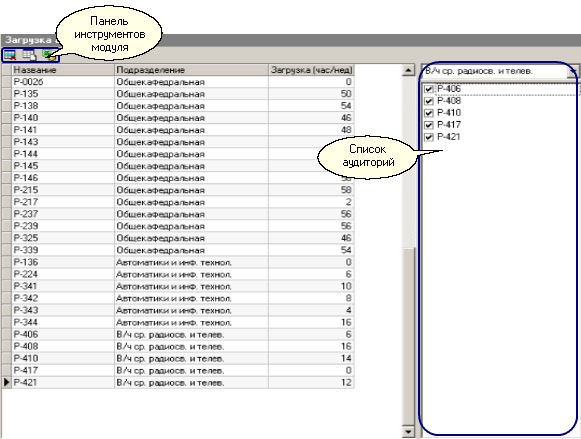 Панель
инструментов
модуля
Загрузка
Название Подразделение Загрузка (час/нед)
Р-002б Общекафедральная 0
Р-135 Общекафедральная 50
Р-138 Общекафедральная 54
Р-140 Общекафедральная 46
Р-141 Общекафедральная 48
Р-143 Общекафедральная
Р-144 Общекафедральная
Р-145 Общекафедральная
Р-146 Общекафедральная
Р-215 Общекафедральная 58
Р-217 Общекафедральная 2
Р-237 Общекафедральная 56
Р-239 Общекафедральная 56
Р-325 Общекафедральная 46
Р-339 Общекафедральная 54
Р-136 Автоматики и инф. технол. 0
Р-224 Автоматики и инф. технол. 6
Р-341 Автоматики и инф. технол. 10
Р-342 Автоматики и инф. технол. 8
Р-343 Автоматики и инф. технол. 4
Р-344 Автоматики и инф. технол. 16
Р-406 В/ч ср. радиосв. и телев. 6
Р-408 В/ч ср. радиосв. и телев. 16
Р-410 В/ч ср. радиосв. и телев. 14
Р-417 В/ч ср. радиосв. и телев. 0
Р-421 В/ч ср. радиосв. и телев. 12
В/ч ср. радиосв. и телев.
Р-406
Р-408
Р-410
Р-417
Р-421
Список
аудиторий